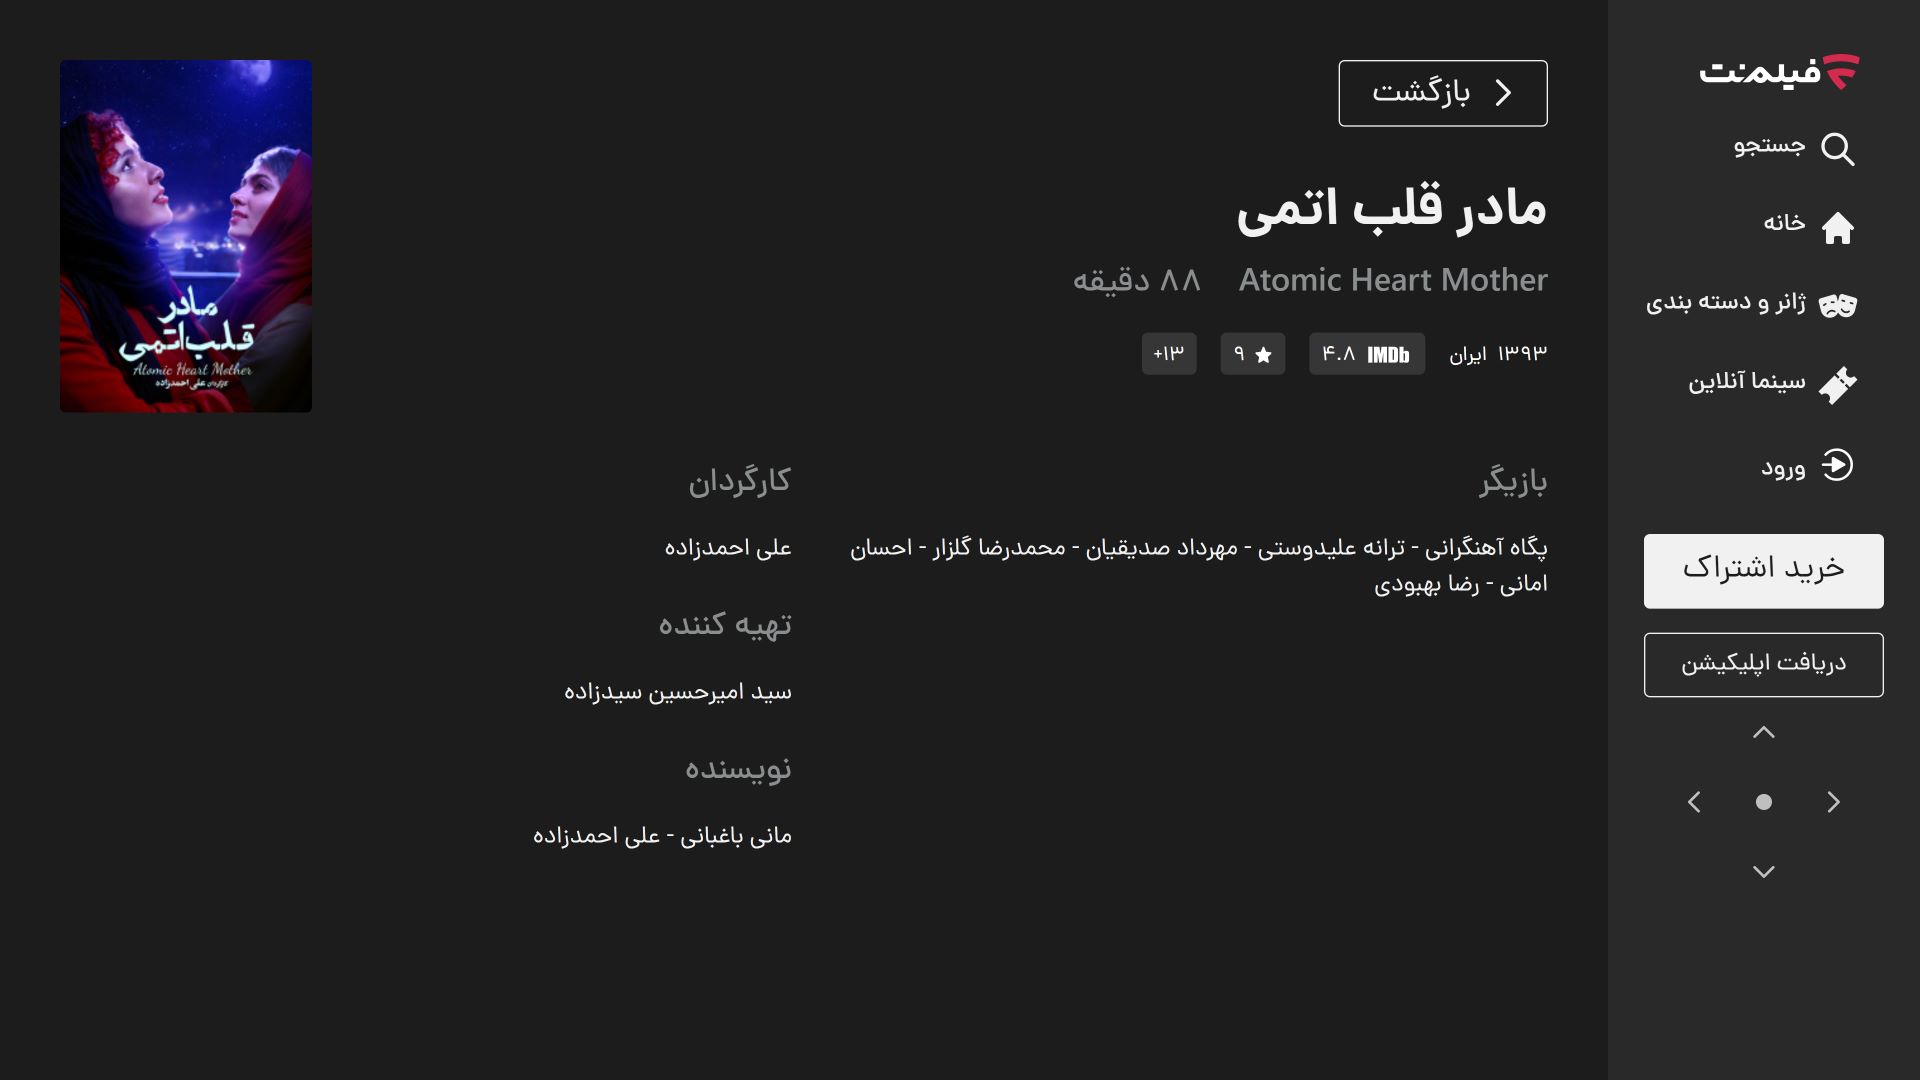 فیلمنت
جستجو
خانه
ژانر و دسته بندی
سینما آنلاین
ورود
خرید اشتراک
دریافت اپلیکیشن
بازگشت
مادر قلب اتمی
Atomic Heart Mother ۸۸ دقیقه
۱۳۹۳ ایران ۴.۸ IMDb ۹ ۱۳+
بازیگر
پگاه آهنگرانی - ترانه علیدوستی - مهرداد صدیقیان - محمدرضا گلزار - احسان
امانی - رضا بهبودی
کارگردان
علی احمدزاده
تهیه کننده
سید امیرحسین سیدزاده
نویسنده
مانی باغبانی - علی احمدزاده
مادر
قلب اتمی
Atomic Heart Mother
کارگردان علی احمدزاده